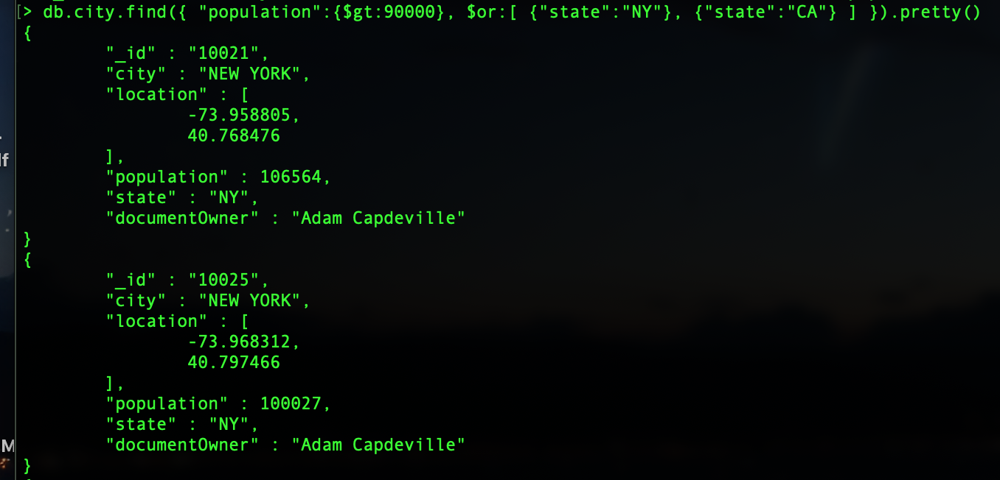 [> db.city.find({ "population":{$gt:90000}, $or:[ {"state":"NY"}, {"state":"CA"} ] }).pretty()
{
        "_id" : "10021",
        "city" : "NEW YORK",
        "location" : [
                -73.958805,
                40.768476
        ],
        "population" : 106564,
        "state" : "NY",
        "documentOwner" : "Adam Capdeville"
}
{
        "_id" : "10025",
        "city" : "NEW YORK",
        "location" : [
                -73.968312,
                40.797466
        ],
        "population" : 100027,
        "state" : "NY",
        "documentOwner" : "Adam Capdeville"
}